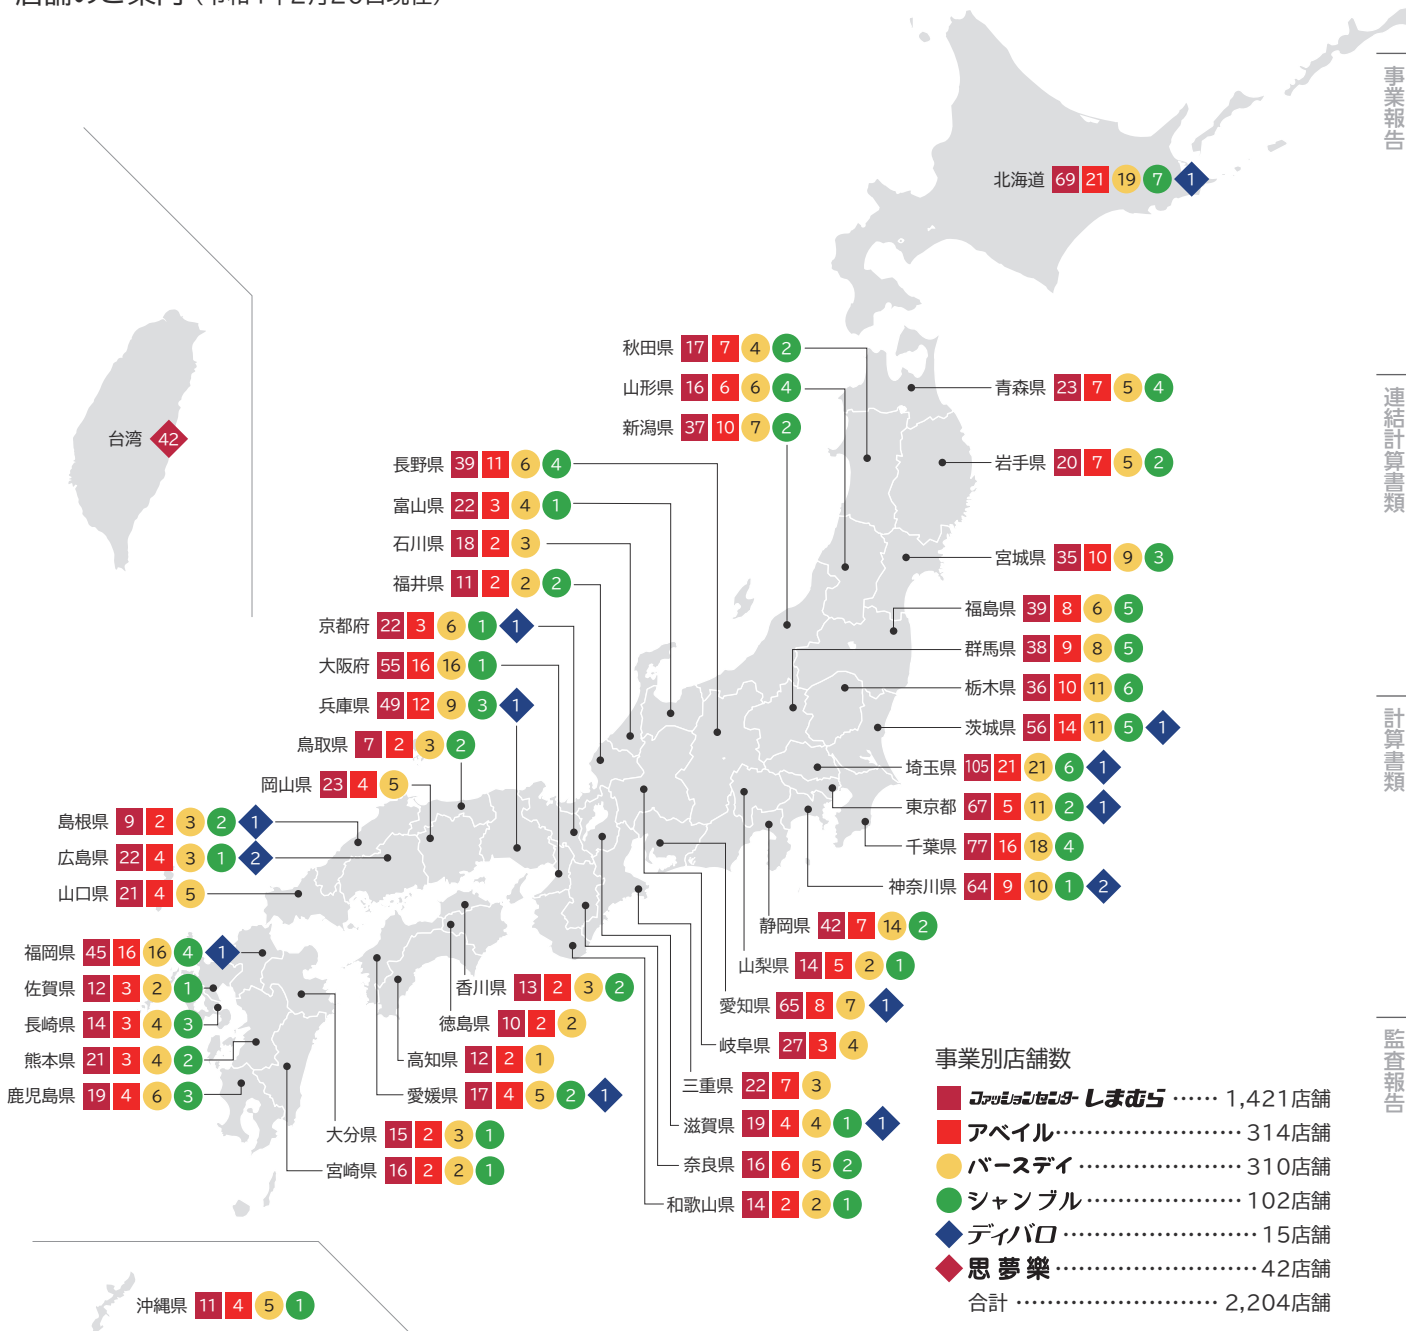 事業報告
北海道 69 21 19 7 1
秋田県 17 7 4 2
山形県 16 6 6 4
青森県 23 7 5 4
新潟県 37 10 7 2
台湾 42
長野県 39 11 6 4
岩手県 20 7 5 2
連結計算書類
富山県 22 3 4 1
石川県 18 2 3
宮城県 35 10 9 3
福井県 11 2 2 2
福島県 39 8 6 5
京都府 22 3 6 1 1
群馬県 38 9 8 5
大阪府 55 16 16 1
栃木県 36 10 11 6
兵庫県 49 12 9 3 1
茨城県 56 14 11 5 1
鳥取県 7 2 3 2
計算書類
埼玉県 105 21 21 6 1
岡山県 23 4 5
東京都 67 5 11 2 1
島根県 9 2 3 2 1
千葉県 77 16 18 4
広島県 22 4 3 1 2
神奈川県 64 9 10 1 2
山口県 21 4 5
静岡県 42 7 14 2
福岡県 45 16 16 4 1
山梨県 14 5 2 1
佐賀県 12 3 2 1
香川県 13 2 3 2
愛知県 65 8 7 1
長崎県 14 3 4 3
徳島県 10 2 2
岐阜県 27 3 4
熊本県 21 3 4 2
高知県 12 2 1
三重県 22 7 3
鹿児島県 19 4 6 3
愛媛県 17 4 5 2 1
滋賀県 19 4 4 1 1
大分県 15 2 3 1
奈良県 16 6 5 2
宮崎県 16 2 2 1
和歌山県 14 2 2 1
沖縄県 11 4 5 1
監査報告
事業別店舗数
ファッションセンター しまむら …… 1,421店舗
アベイル…………………… 314店舗
バースデイ………………… 310店舗
シャンブル………………… 102店舗
ディバロ…………………… 15店舗
思夢樂……………………… 42店舗
合計 ……………………… 2,204店舗